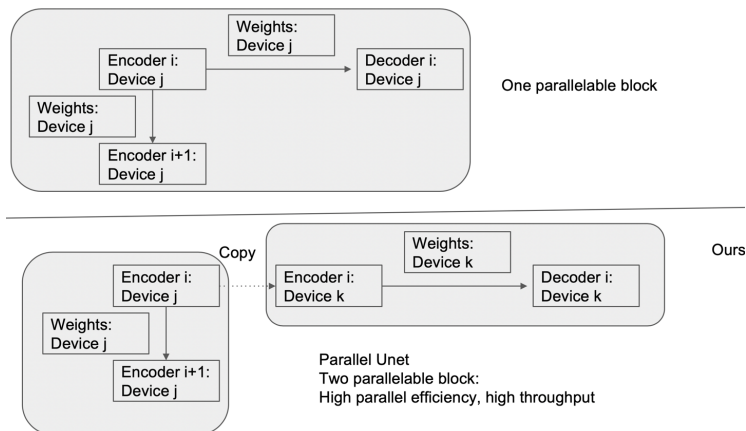 Weights:
Device j
Encoder i:
Device j
Decoder i:
Device j
One parallelable block
Weights:
Device j
Encoder i+1:
Device j
Copy
Weights:
Device k
Ours
Encoder i:
Device j
Encoder i:
Device k
Decoder i:
Device k
Weights:
Device j
Encoder i+1:
Device j
Parallel Unet
Two parallelable block:
High parallel efficiency, high throughput